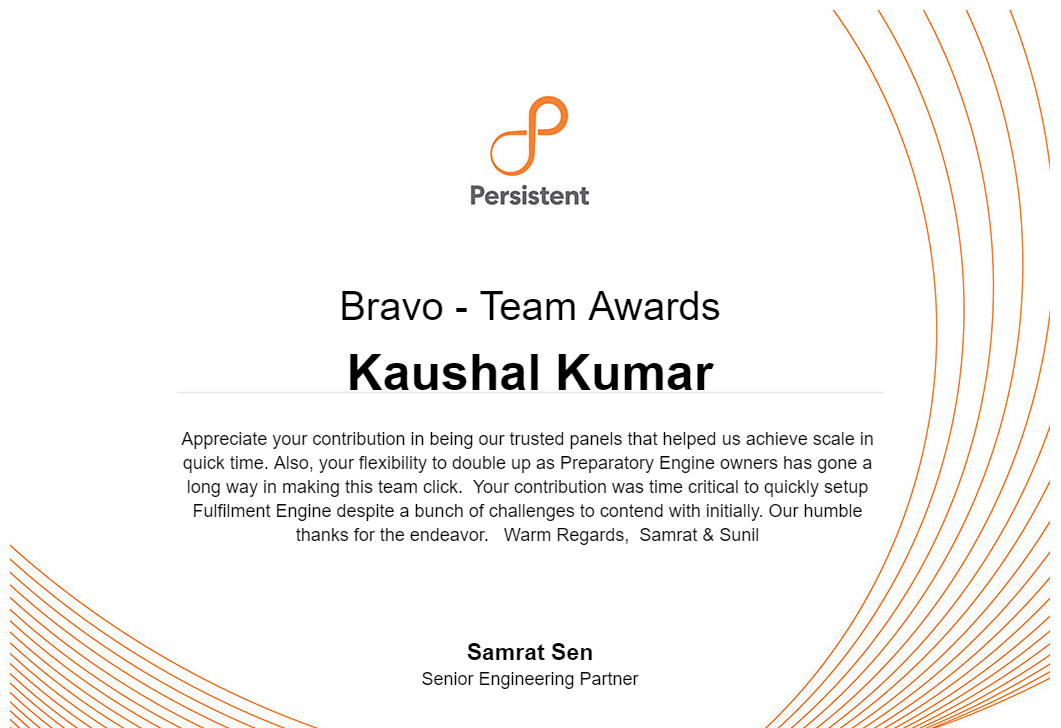 Persistent
Bravo - Team Awards
Kaushal Kumar
Appreciate your contribution in being our trusted panels that helped us achieve scale in
quick time. Also, your flexibility to double up as Preparatory Engine owners has gone a
long way in making this team click.  Your contribution was time critical to quickly setup
Fulfilment Engine despite a bunch of challenges to contend with initially. Our humble
thanks for the endeavor.   Warm Regards,  Samrat & Sunil
Samrat Sen
Senior Engineering Partner